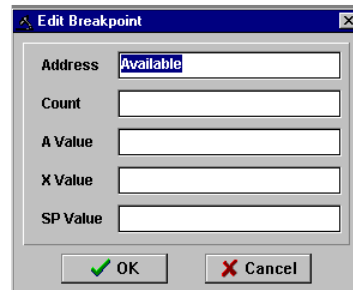 Edit Breakpoint
Address Available
Count
A Value
X Value
SP Value
OK Cancel